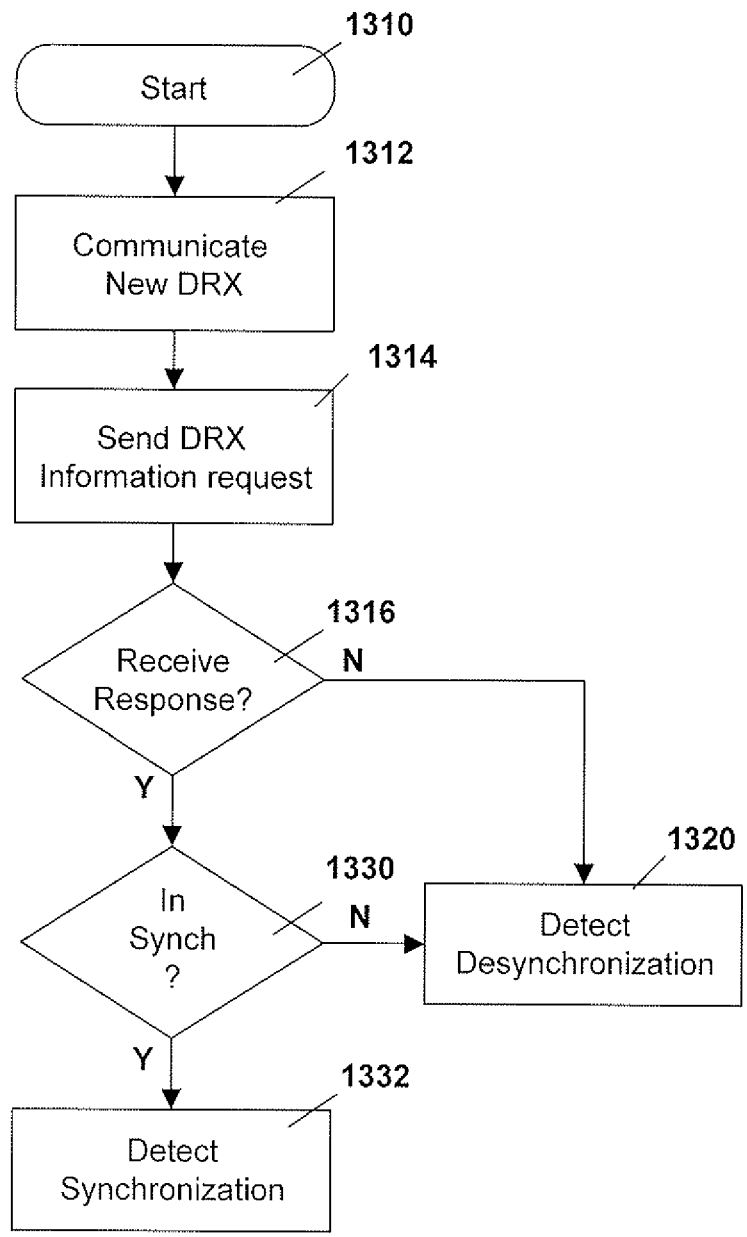 1310
Start
1312
Communicate
New DRX
1314
Send DRX
Information request
1316
Receive
Response?
N
Y
1330
In
Synch
?
N
1320
Detect
Desynchronization
Y
1332
Detect
Synchronization